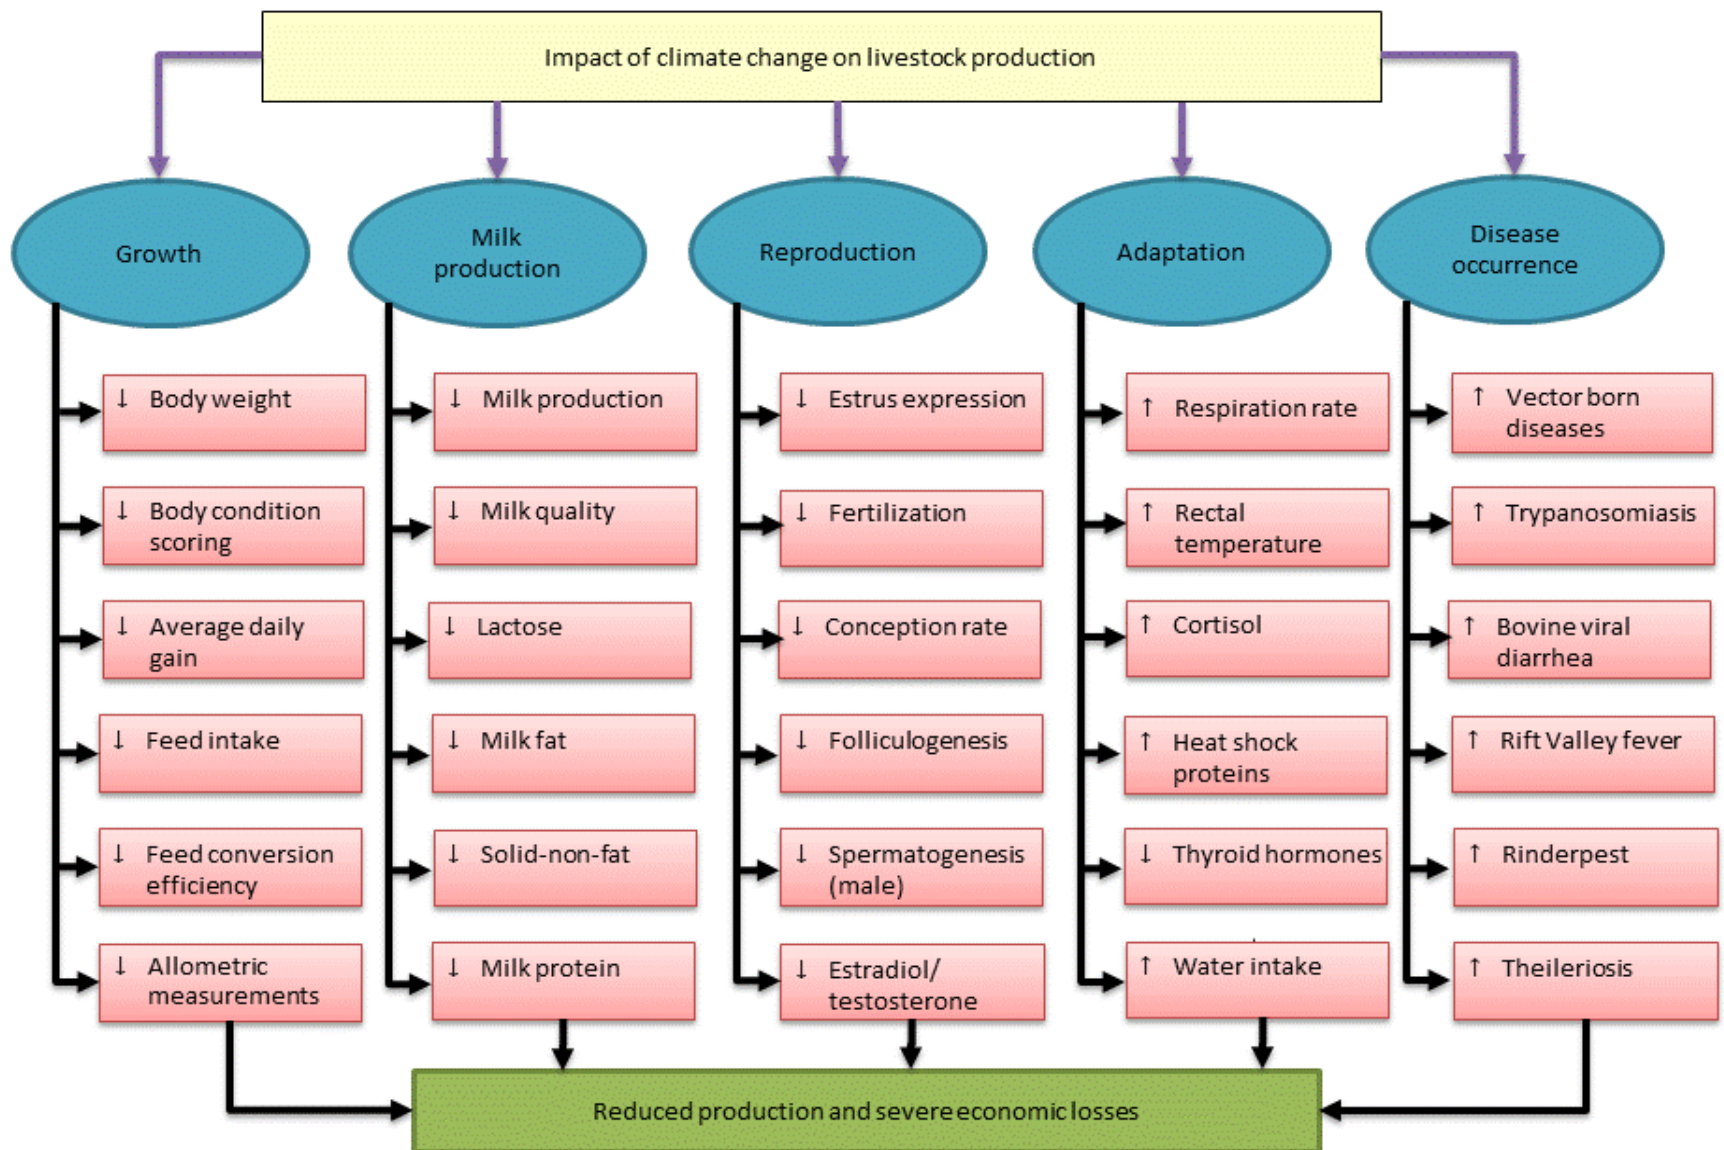 Impact of climate change on livestock production
Growth
Milk
production
Reproduction
Adaptation
Disease
occurrence
↓ Body weight
↓ Body condition
scoring
↓ Average daily
gain
↓ Feed intake
↓ Feed conversion
efficiency
↓ Allometric
measurements
↓ Milk production
↓ Milk quality
↓ Lactose
↓ Milk fat
↓ Solid-non-fat
↓ Milk protein
↓ Estrus expression
↓ Fertilization
↓ Conception rate
↓ Folliculogenesis
↓ Spermatogenesis
(male)
↓ Estradiol/
testosterone
↑ Respiration rate
↑ Rectal
temperature
↑ Cortisol
↑ Heat shock
proteins
↓ Thyroid hormones
↑ Water intake
↑ Vector born
diseases
↑ Trypanosomiasis
↑ Bovine viral
diarrhea
↑ Rift Valley fever
↑ Rinderpest
↑ Theileriosis
Reduced production and severe economic losses